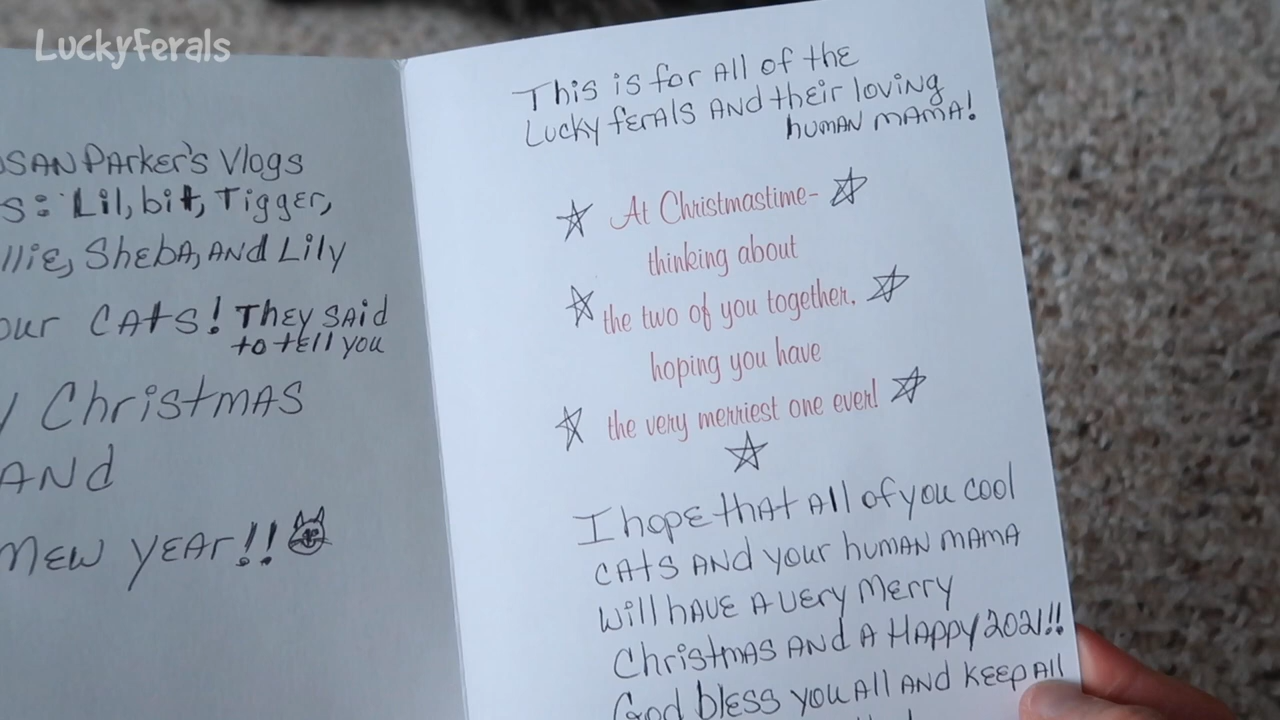 LuckyFerals
SAN PArker's Vlogs
s: Lil, bit, Tigger,
llie, ShebA, ANd Lily
our CAts! They SAid
to tell you
Christmas
ANd
mew yeAr!!
This is for All of the
Lucky ferAls ANd their loving
humAN mAmA!
At Christmastime-
thinking about
the two of you together,
hoping you have
the very merriest one ever!
I hope that All of you cool
CAts ANd your humAN mAmA
will hAve A very Merry
ChristmAs ANd A HAppy 2021!!
God bless you All ANd keep All